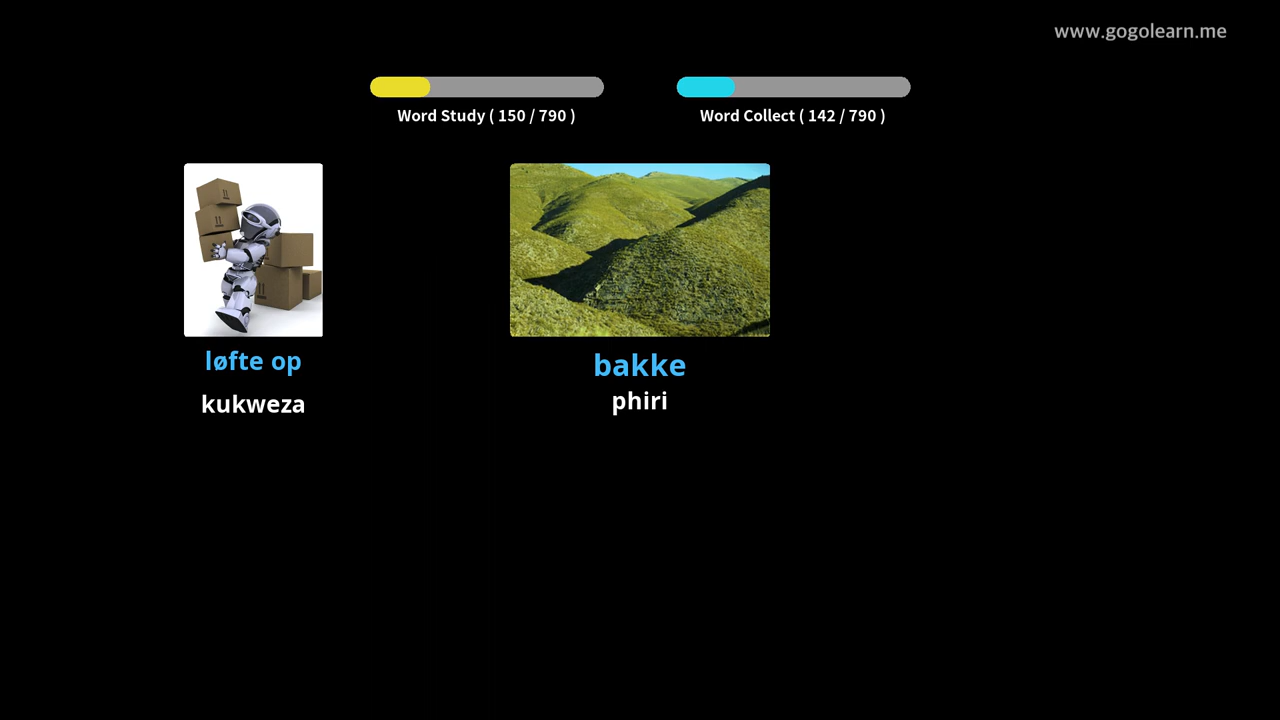 www.gogolearn.me
Word Study ( 150 / 790 )
Word Collect ( 142 / 790 )
løfte op
kukweza
bakke
phiri